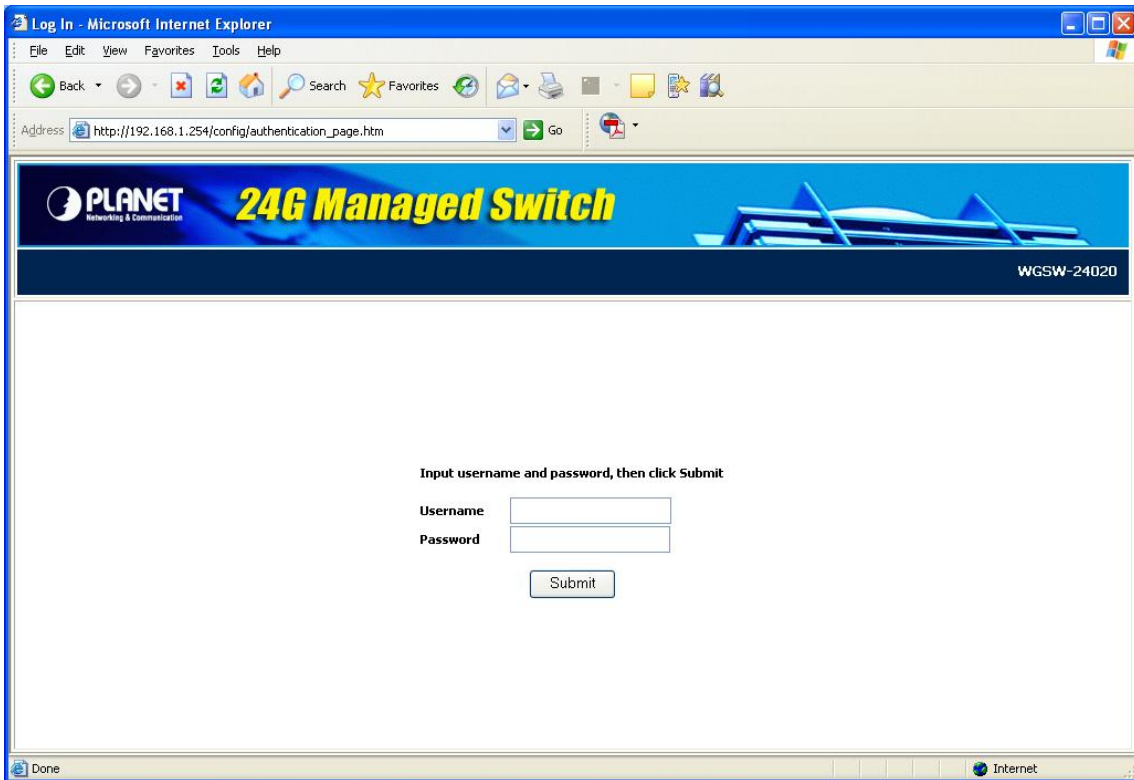 Log In - Microsoft Internet Explorer
File Edit View Favorites Tools Help
Back Search Favorites
Address http://192.168.1.254/config/authentication_page.htm Go
PLANET
Networking & Communication
24G Managed Switch
WGSW-24020
Input username and password, then click Submit
Username
Password
Submit
Done Internet